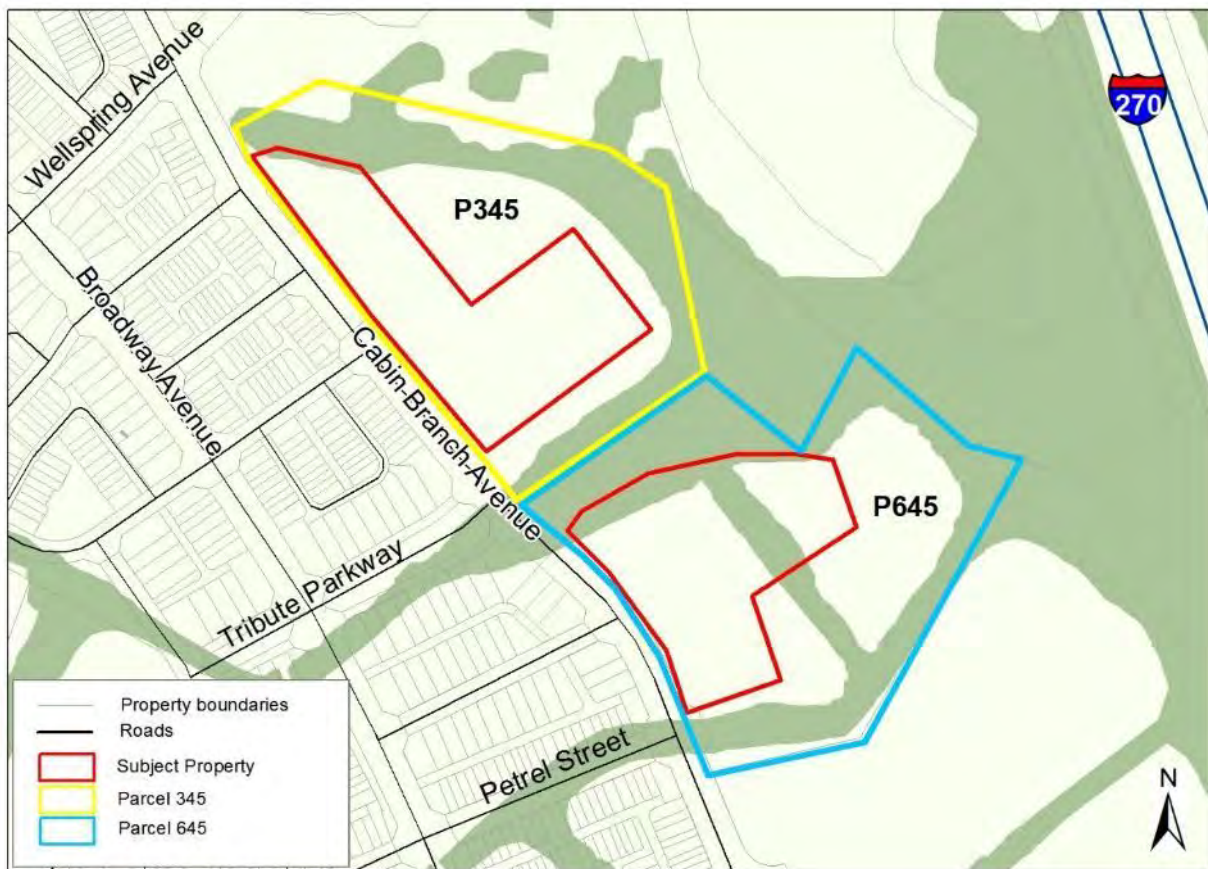 Wellspring Avenue
270
P345
Broadway Avenue
Cabin-Branch-Avenue
P645
Tribute Parkway
Petrel Street
Property boundaries
Roads
Subject Property
Parcel 345
Parcel 645
N